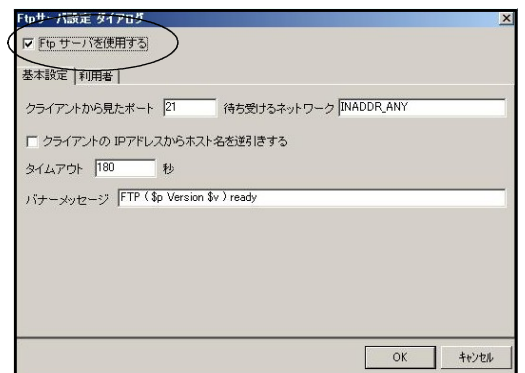 Ftpサーバ設定 ダイアログ
Ftp サーバを使用する
基本設定 利用者
クライアントから見たポート 21 待ち受けるネットワーク INADDR_ANY
クライアントの IPアドレスからホスト名を逆引きする
タイムアウト 180 秒
バナーメッセージ FTP ( $p Version $v ) ready
OK キャンセル